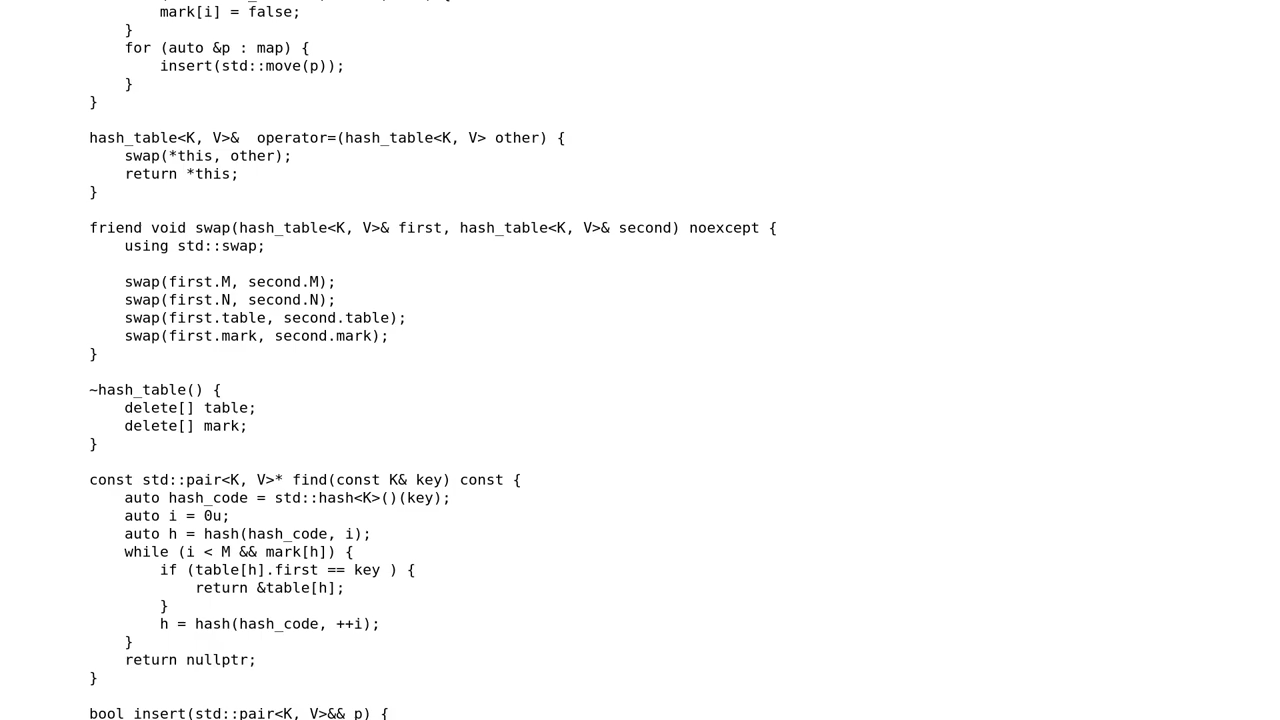 mark[i] = false;
}
for (auto &p : map) {
insert(std::move(p));
}
}
hash_table<K, V>&  operator=(hash_table<K, V> other) {
swap(*this, other);
return *this;
}
friend void swap(hash_table<K, V>& first, hash_table<K, V>& second) noexcept {
using std::swap;
swap(first.M, second.M);
swap(first.N, second.N);
swap(first.table, second.table);
swap(first.mark, second.mark);
}
~hash_table() {
delete[] table;
delete[] mark;
}
const std::pair<K, V>* find(const K& key) const {
auto hash_code = std::hash<K>()(key);
auto i = 0u;
auto h = hash(hash_code, i);
while (i < M && mark[h]) {
if (table[h].first == key ) {
return &table[h];
}
h = hash(hash_code, ++i);
}
return nullptr;
}
bool insert(std::pair<K, V>&& p) {